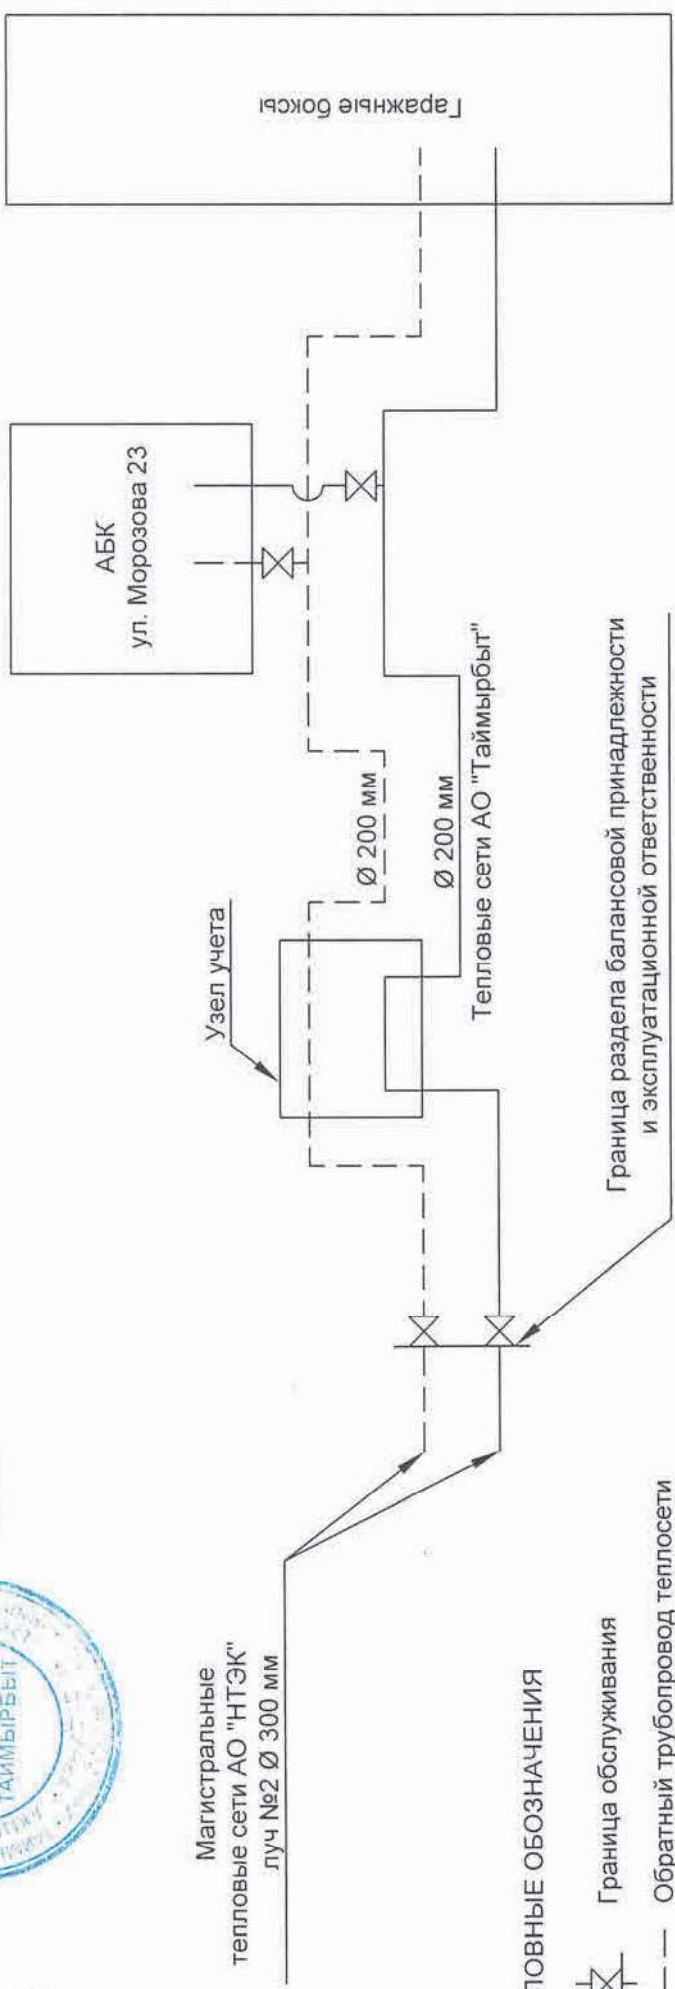 Гаражные боксы
АБК
ул. Морозова 23
Ø 200 мм
Ø 200 мм
Тепловые сети АО "Таймырбыт"
Узел учета
Граница раздела балансовой принадлежности
и эксплуатационной ответственности
Магистральные
тепловые сети АО "НТЭК"
луч №2 Ø 300 мм
ТАЙМЫРБЫТ
ЛОВНЫЕ ОБОЗНАЧЕНИЯ
Граница обслуживания
Обратный трубопровод теплосети